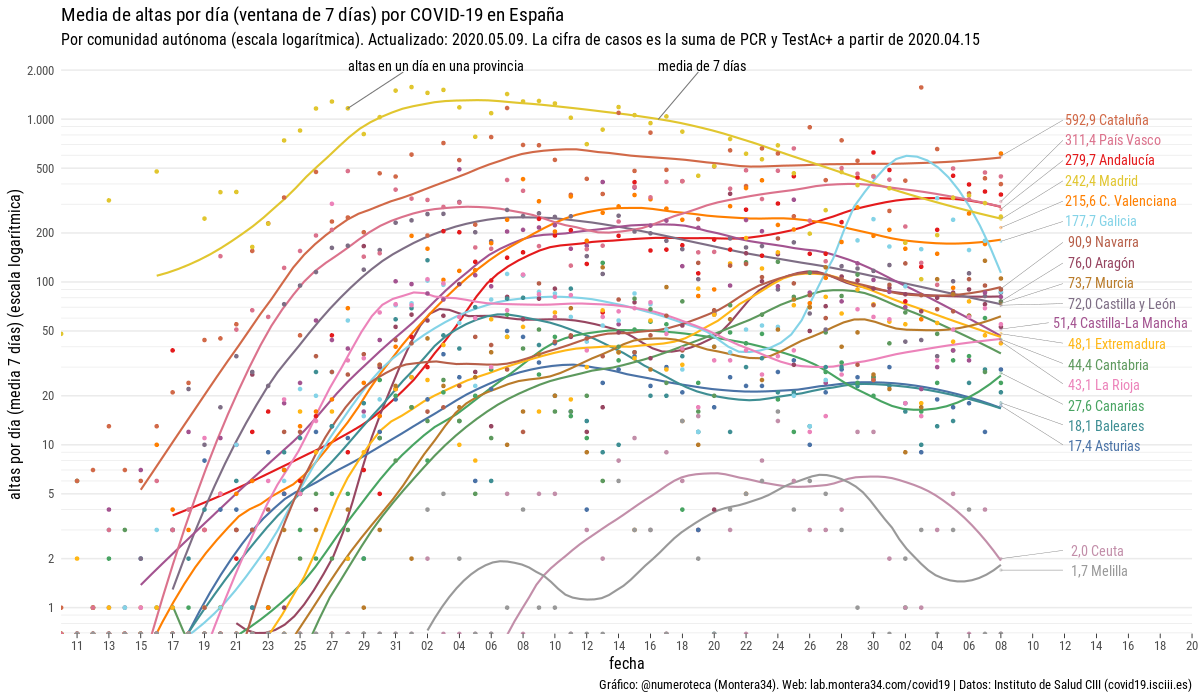 Media de altas por día (ventana de 7 días) por COVID-19 en España
Por comunidad autónoma (escala logarítmica). Actualizado: 2020.05.09. La cifra de casos es la suma de PCR y TestAc+ a partir de 2020.04.15
altas en un día en una provincia
media de 7 días
altas por día (media 7 días) (escala logarítmica)
2.000
1.000
500
200
100
50
20
10
5
2
1
592,9 Cataluña
311,4 País Vasco
279,7 Andalucía
242,4 Madrid
215,6 C. Valenciana
177,7 Galicia
90,9 Navarra
76,0 Aragón
73,7 Murcia
72,0 Castilla y León
51,4 Castilla-La Mancha
48,1 Extremadura
44,4 Cantabria
43,1 La Rioja
27,6 Canarias
18,1 Baleares
17,4 Asturias
2,0 Ceuta
1,7 Melilla
11 13 15 17 19 21 23 25 27 29 31 02 04 06 08 10 12 14 16 18 20 22 24 26 28 30 02 04 06 08 10 12 14 16 18 20
fecha
Gráfico: @numeroteca (Montera34). Web: lab.montera34.com/covid19 | Datos: Instituto de Salud CIII (covid19.isciii.es)